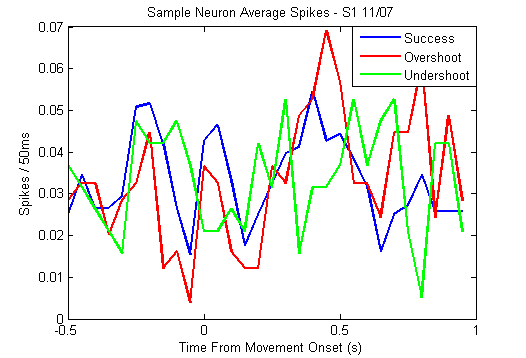 Sample Neuron Average Spikes - S1 11/07
Success
Overshoot
Undershoot
0.07
0.06
0.05
0.04
0.03
0.02
0.01
0
Spikes / 50ms
-0.5
0
0.5
1
Time From Movement Onset (s)